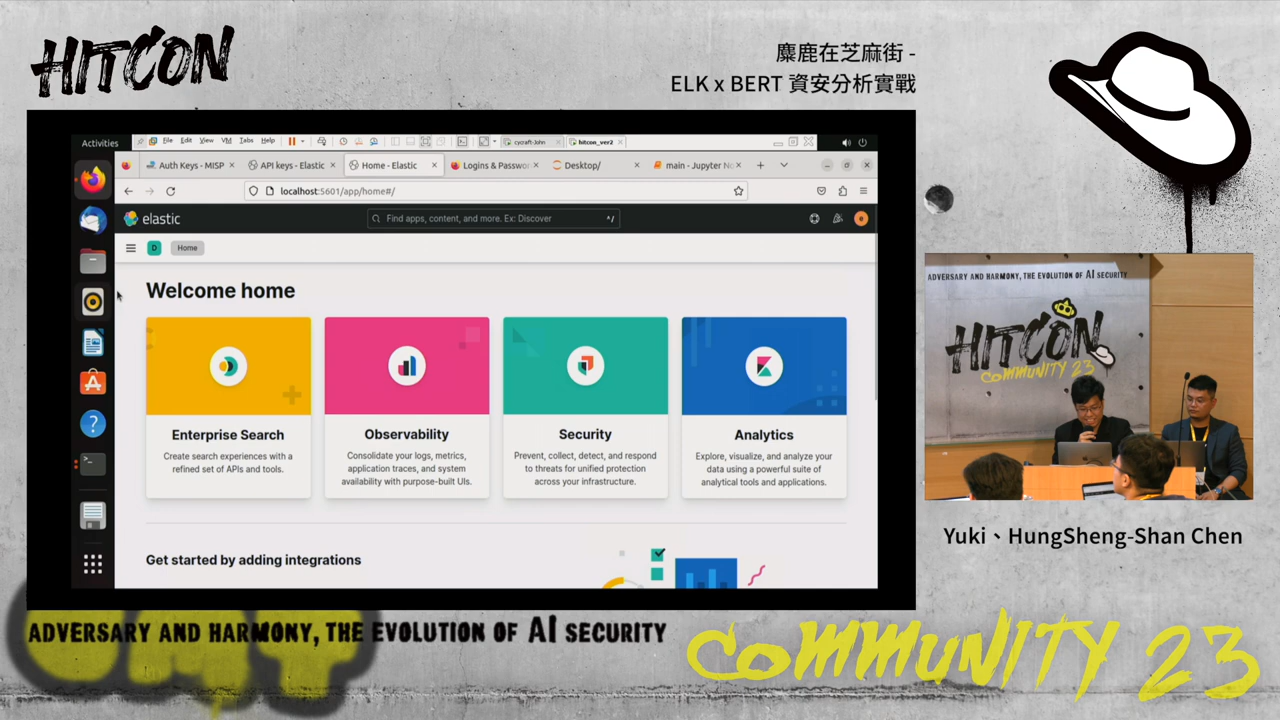 HITCON
麋鹿在芝麻街 -
ELK x BERT 資安分析實戰
Activities
File Edit View VM Tabs Help
cycraft-John
hitcon_ver2
Auth Keys - MISP
API keys - Elastic
Home - Elastic
Logins & Passwo
Desktop/
main - Jupyter No
localhost:5601/app/home#/
elastic
Find apps, content, and more. Ex: Discover
^/
D
Home
Welcome home
Enterprise Search
Create search experiences with a
refined set of APIs and tools.
Observability
Consolidate your logs, metrics,
application traces, and system
availability with purpose-built UIs.
Security
Prevent, collect, detect, and respond
to threats for unified protection
across your infrastructure.
Analytics
Explore, visualize, and analyze your
data using a powerful suite of
analytical tools and applications.
Get started by adding integrations
ADVERSARY AND HARMONY, THE EVOLUTION OF AI SECURITY
HITCON
COMMUNITY 23
Yuki、HungSheng-Shan Chen
ADVERSARY AND HARMONY, THE EVOLUTION OF AI SECURITY
COMMUNITY 23